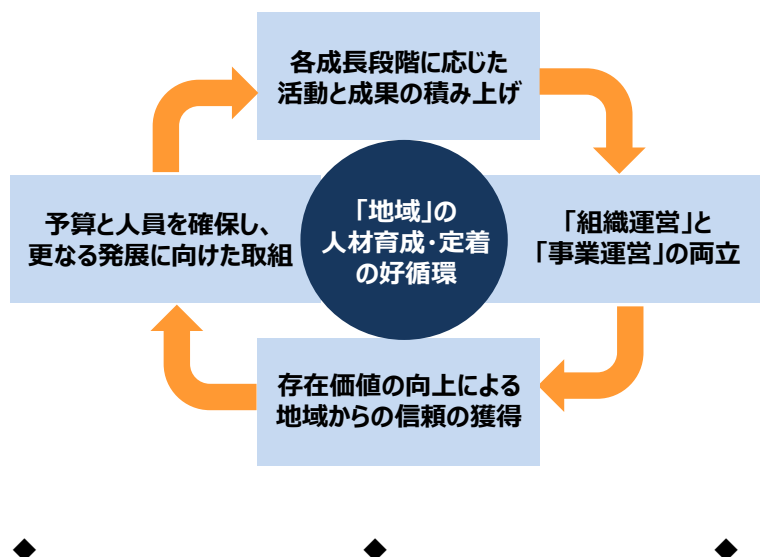 各成長段階に応じた
活動と成果の積み上げ
予算と人員を確保し、
更なる発展に向けた取組
「地域」の
人材育成・定着
の好循環
「組織運営」と
「事業運営」の両立
存在価値の向上による
地域からの信頼の獲得
◆ ◆ ◆